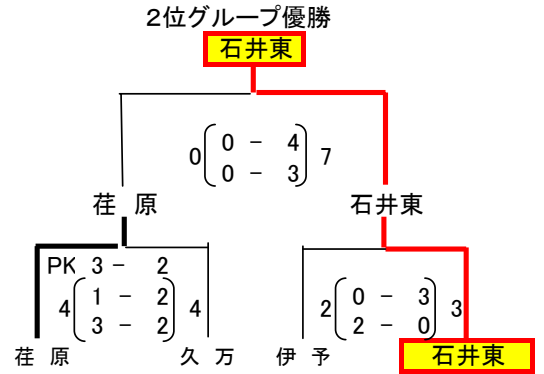 ２位グループ優勝
石井東
0 0 - 4 7
0 - 3
荏 原 石井東
PK 3 - 2
4 1 - 2 4 2 0 - 3 3
3 - 2 2 - 0
荏 原 久 万 伊 予 石井東